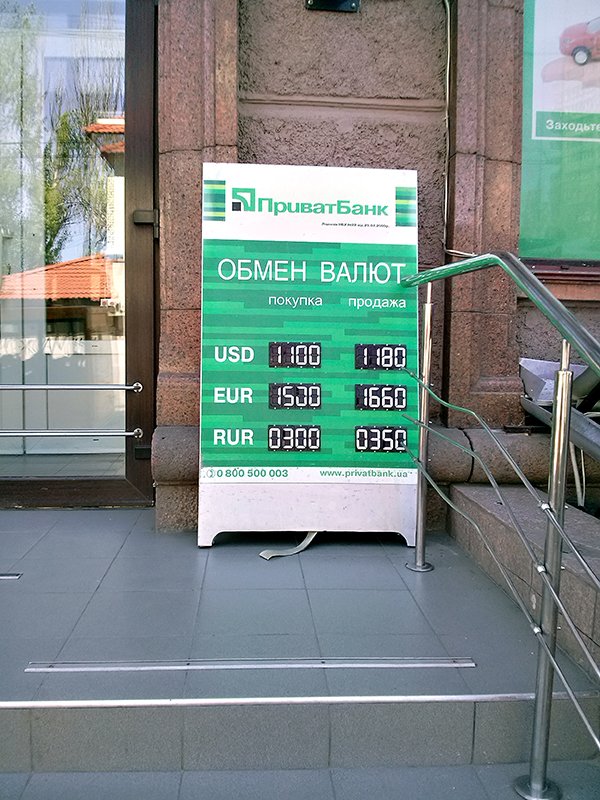 Заходьте
ПриватБанк
ОБМЕН ВАЛЮТ
покупка продажа
USD 1100 1180
EUR 1500 1660
RUR 0300 0350
0 800 500 003 www.privatbank.ua